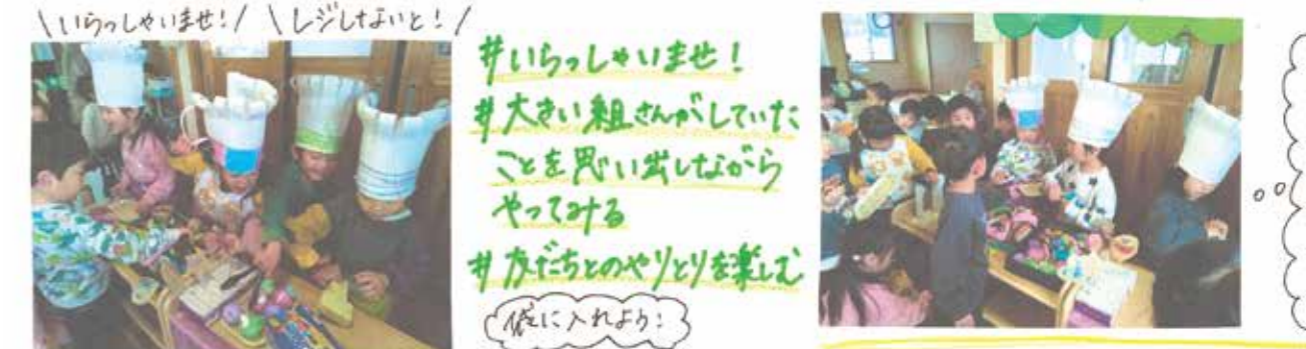 \いらっしゃいませ!/ \レジしなないと!/
#いらっしゃいませ!
#大きい組さんがしていた
ことを思い出しながら
やってみる
#友だちとのやりとりを楽しむ
に入れよう!